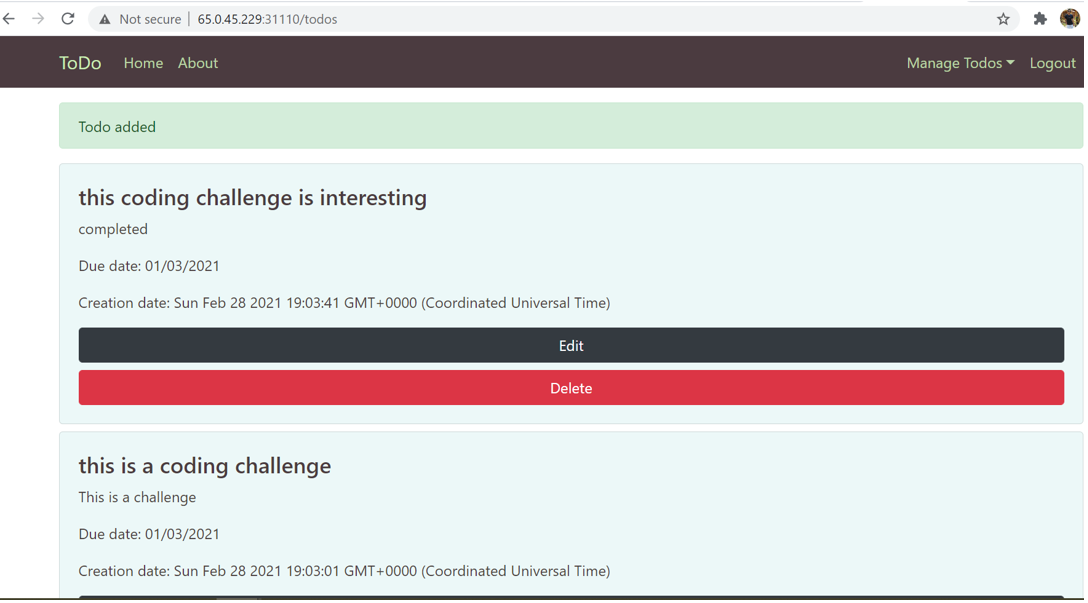 Not secure | 65.0.45.229:31110/todos
ToDo Home About Manage Todos Logout
Todo added
this coding challenge is interesting
completed
Due date: 01/03/2021
Creation date: Sun Feb 28 2021 19:03:41 GMT+0000 (Coordinated Universal Time)
Edit
Delete
this is a coding challenge
This is a challenge
Due date: 01/03/2021
Creation date: Sun Feb 28 2021 19:03:01 GMT+0000 (Coordinated Universal Time)